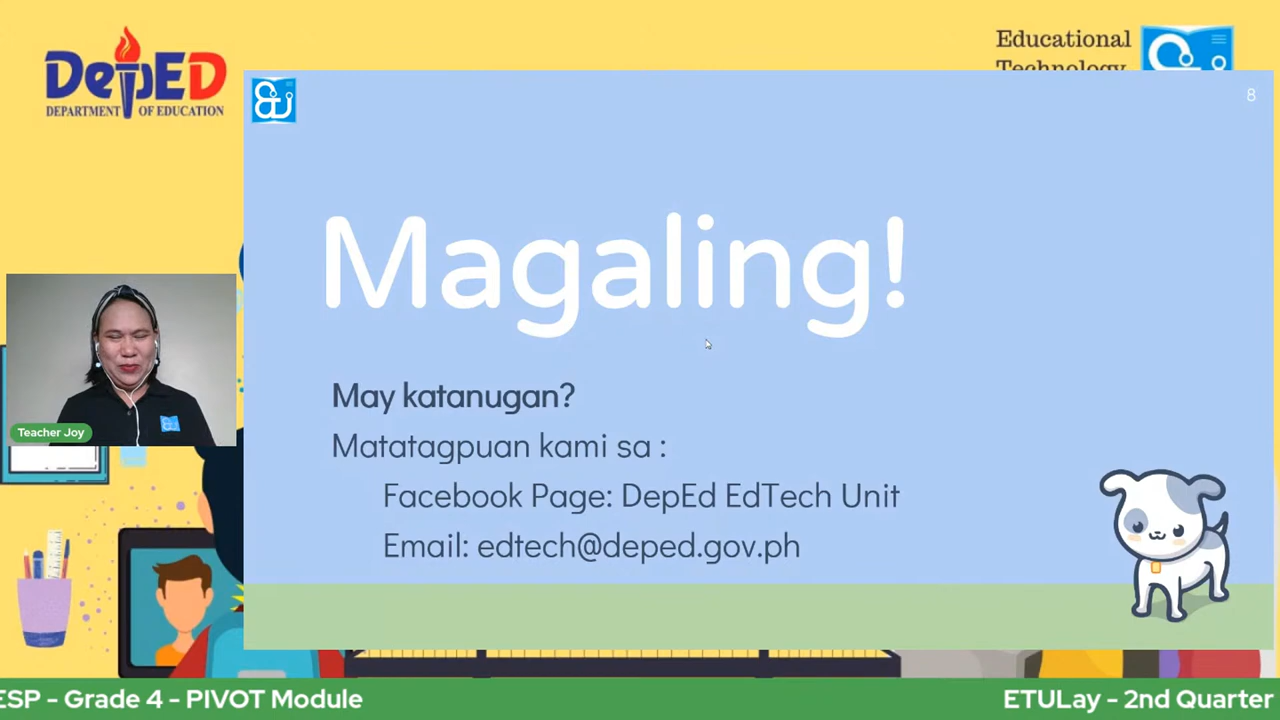 DepED
DEPARTMENT OF EDUCATION
Educational
Technology
8
Magaling!
May katanugan?
Matatagpuan kami sa :
Facebook Page: DepEd EdTech Unit
Email: edtech@deped.gov.ph
Teacher Joy
ESP - Grade 4 - PIVOT Module
ETULay - 2nd Quarter